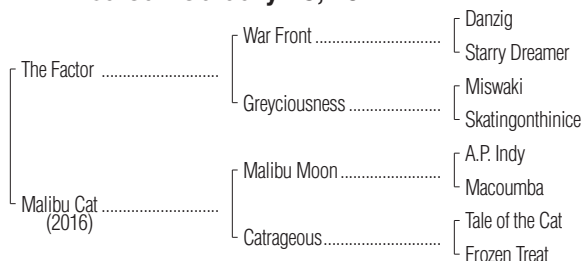 Danzig
War Front ................................
Starry Dreamer
The Factor ..............................
Miswaki
Greyciousness ........................
Skatingonthinice
A.P. Indy
Malibu Moon ..........................
Macoumba
Malibu Cat ..............................
(2016)
Tale of the Cat
Catrageous ..............................
Frozen Treat